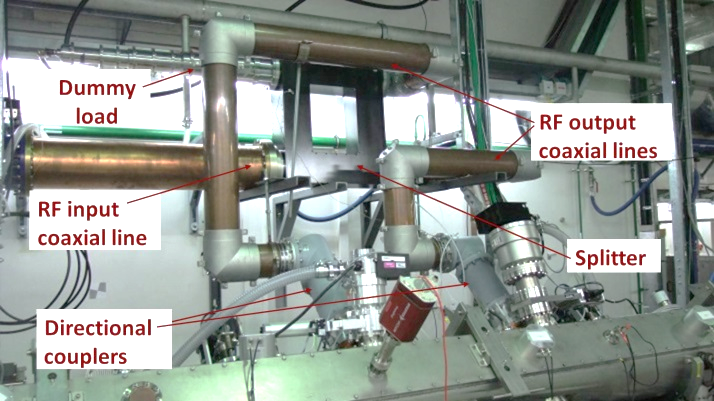 Dummy
load
RF output
coaxial lines
RF input
coaxial line
Splitter
Directional
couplers